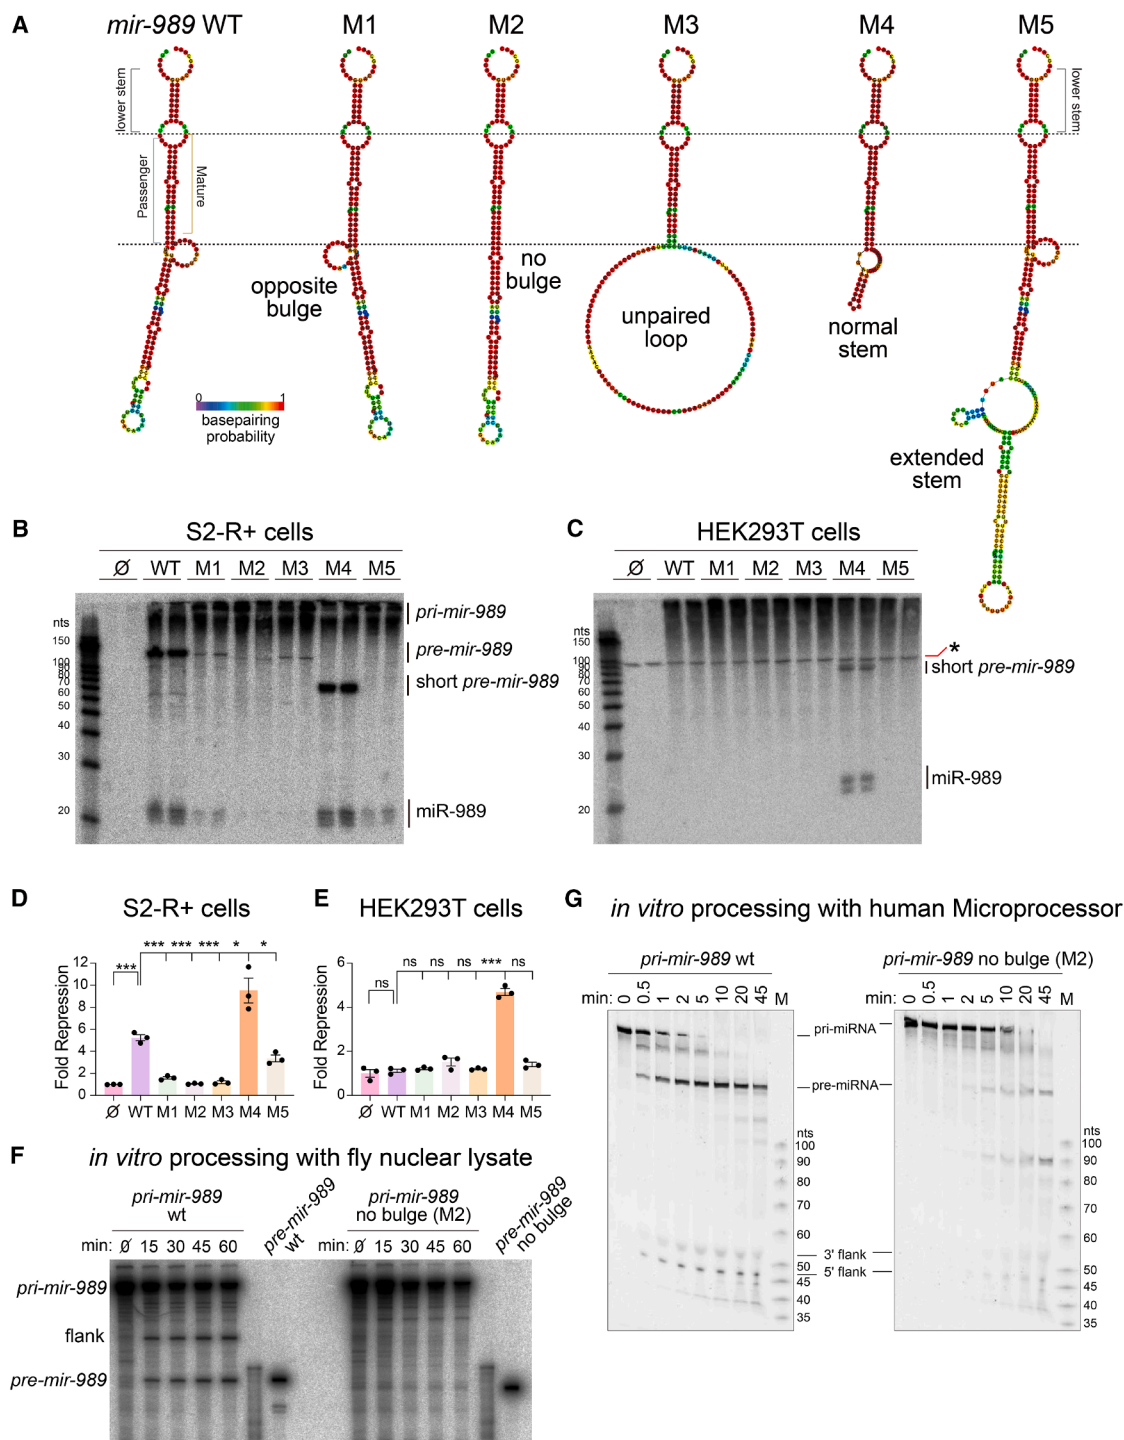 A
mir-989 WT M1 M2 M3 M4 M5
lower stem
lower stem
Passenger
Mature
opposite
bulge
no
bulge
unpaired
loop
normal
stem
0 1
basepairing
probability
extended
stem
B S2-R+ cells
Ø WT M1 M2 M3 M4 M5
nts
150
100
90
80
70
60
50
40
30
20
pri-mir-989
pre-mir-989
short pre-mir-989
miR-989
C HEK293T cells
Ø WT M1 M2 M3 M4 M5
nts
150
100
90
80
70
60
50
40
30
20
*
short pre-mir-989
miR-989
D S2-R+ cells
*** *** *** *** * *
Fold Repression
12
10
8
6
4
2
0
Ø WT M1 M2 M3 M4 M5
E HEK293T cells
ns ns ns ns *** ns
Fold Repression
6
4
2
0
Ø WT M1 M2 M3 M4 M5
F in vitro processing with fly nuclear lysate
pri-mir-989
wt
pre-mir-989
wt
pri-mir-989
no bulge (M2)
pre-mir-989
no bulge
min: Ø 15 30 45 60
min: Ø 15 30 45 60
pri-mir-989
flank
pre-mir-989
G in vitro processing with human Microprocessor
pri-mir-989 wt
pri-mir-989 no bulge (M2)
min: 0 0.5 1 2 5 10 20 45 M
min: 0 0.5 1 2 5 10 20 45 M
pri-miRNA
pre-miRNA
nts
100
90
80
70
60
50
45
40
35
3' flank
5' flank
nts
100
90
80
70
60
50
45
40
35